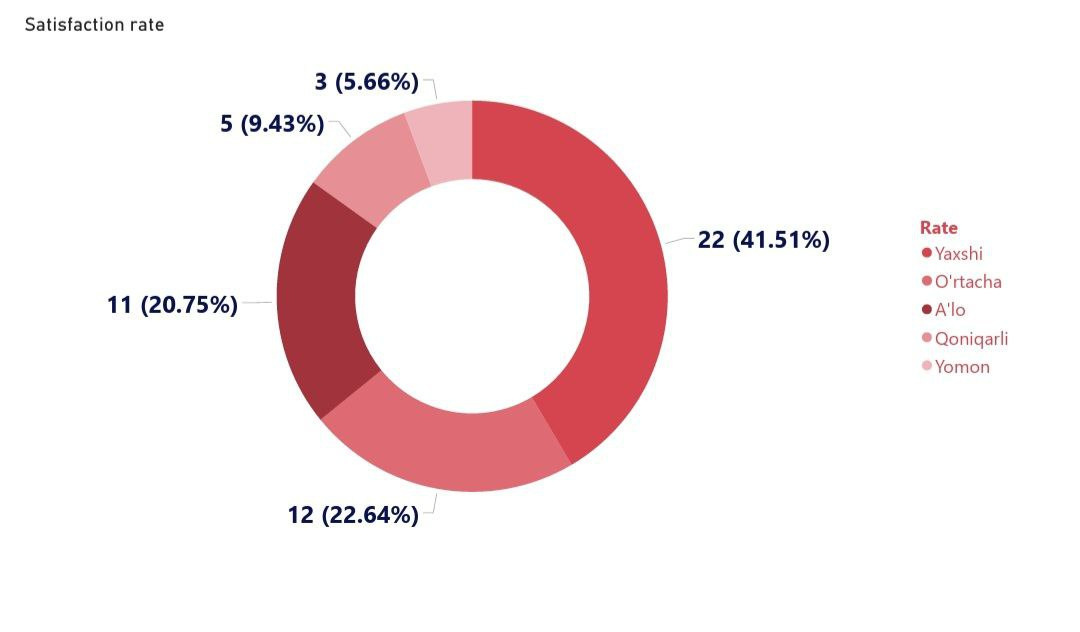 Satisfaction rate
3 (5.66%)
5 (9.43%)
22 (41.51%)
11 (20.75%)
12 (22.64%)
Rate
Yaxshi
O'rtacha
A'lo
Qoniqarli
Yomon